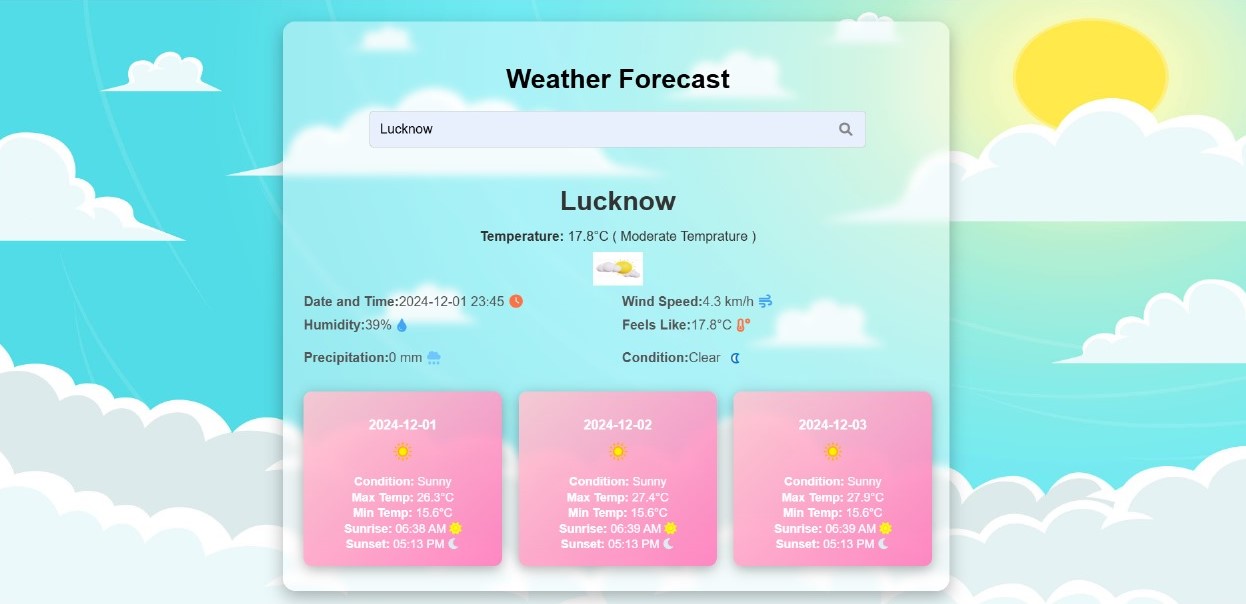 Weather Forecast
Lucknow
Lucknow
Temperature: 17.8°C ( Moderate Temprature )
Date and Time:2024-12-01 23:45
Wind Speed:4.3 km/h
Humidity:39%
Feels Like:17.8°C
Precipitation:0 mm
Condition:Clear
2024-12-01
Condition: Sunny
Max Temp: 26.3°C
Min Temp: 15.6°C
Sunrise: 06:38 AM
Sunset: 05:13 PM
2024-12-02
Condition: Sunny
Max Temp: 27.4°C
Min Temp: 15.6°C
Sunrise: 06:39 AM
Sunset: 05:13 PM
2024-12-03
Condition: Sunny
Max Temp: 27.9°C
Min Temp: 15.6°C
Sunrise: 06:39 AM
Sunset: 05:13 PM